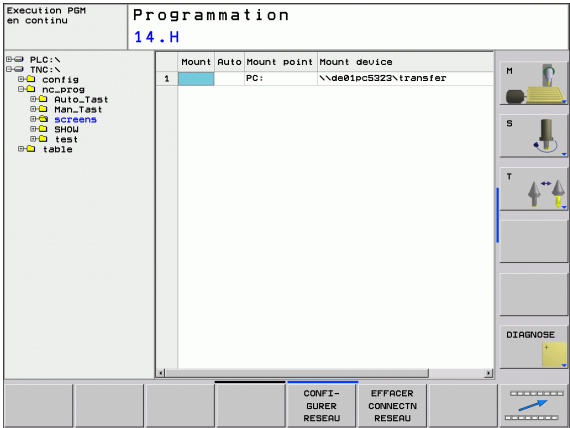 Execution PGM
en continu
Programmation
14.H
PLC:\
TNC:\
config
nc_prog
Auto_Tast
Man_Tast
screens
SHOW
test
table
Mount Auto Mount point Mount device
1 PC: \\de01pc5323\transfer
M
S
T
DIAGNOSE
CONFI-
GURER
RESEAU
EFFACER
CONNECTN
RESEAU